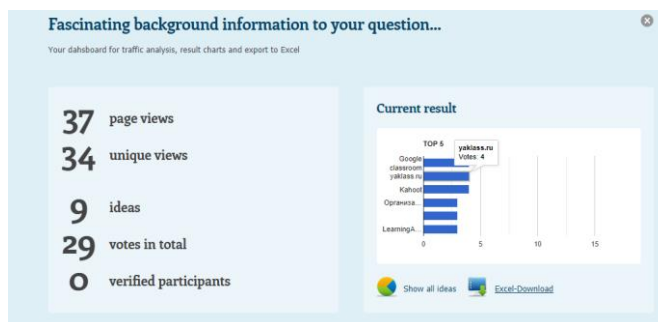 Fascinating background information to your question...
Your dahsboard for traffic analysis, result charts and export to Excel
37 page views
34 unique views
9 ideas
29 votes in total
0 verified participants
Current result
TOP 5
yaklass.ru
Votes: 4
Google
classroom
yaklass.ru
Kahoot
Организа...
LearningA...
0 5 10 15
Show all ideas
Excel-Download